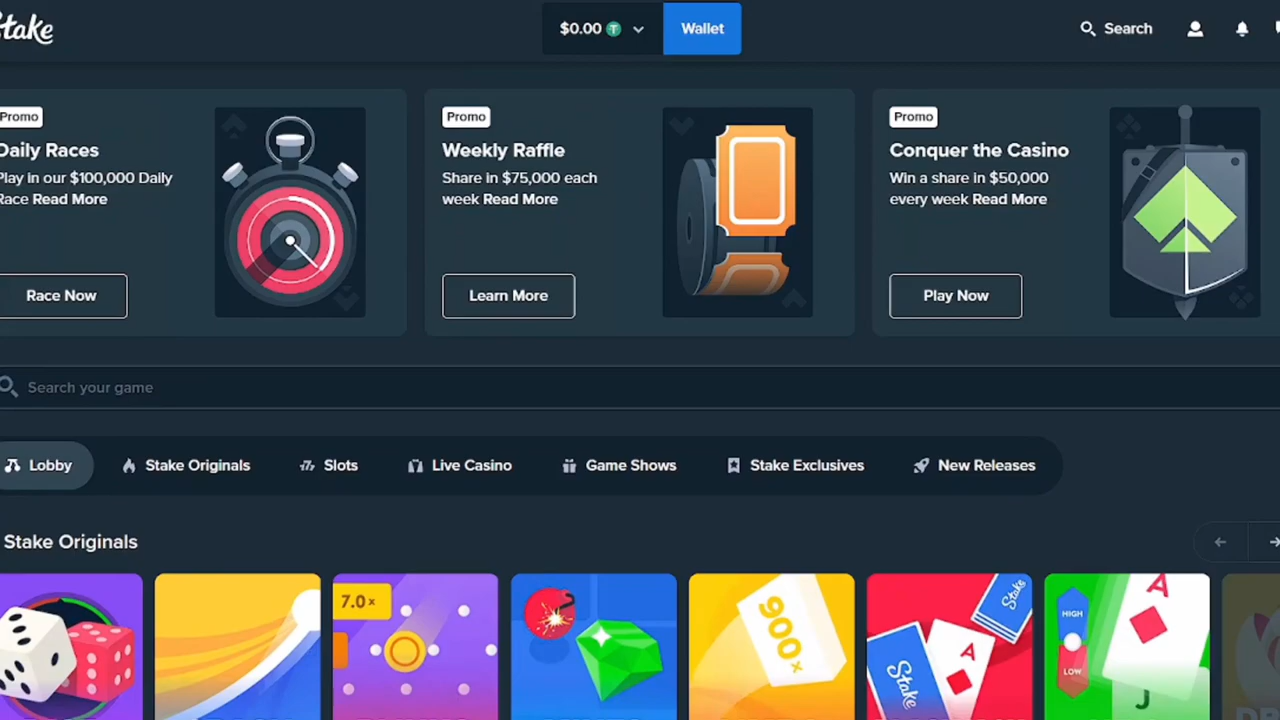 Stake
$0.00
Wallet
Search
Promo
Daily Races
Play in our $100,000 Daily
Race Read More
Race Now
Promo
Weekly Raffle
Share in $75,000 each
week Read More
Learn More
Promo
Conquer the Casino
Win a share in $50,000
every week Read More
Play Now
Search your game
Lobby
Stake Originals
Slots
Live Casino
Game Shows
Stake Exclusives
New Releases
Stake Originals
7.0×
900×
Stake
A
Stake
HIGH
LOW
A
J